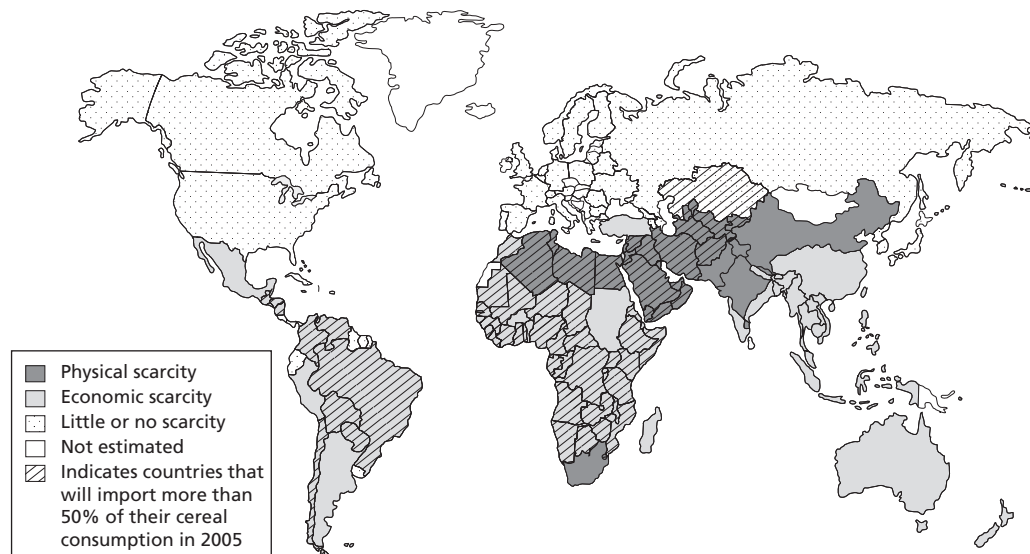 Physical scarcity
Economic scarcity
Little or no scarcity
Not estimated
Indicates countries that
will import more than
50% of their cereal
consumption in 2005